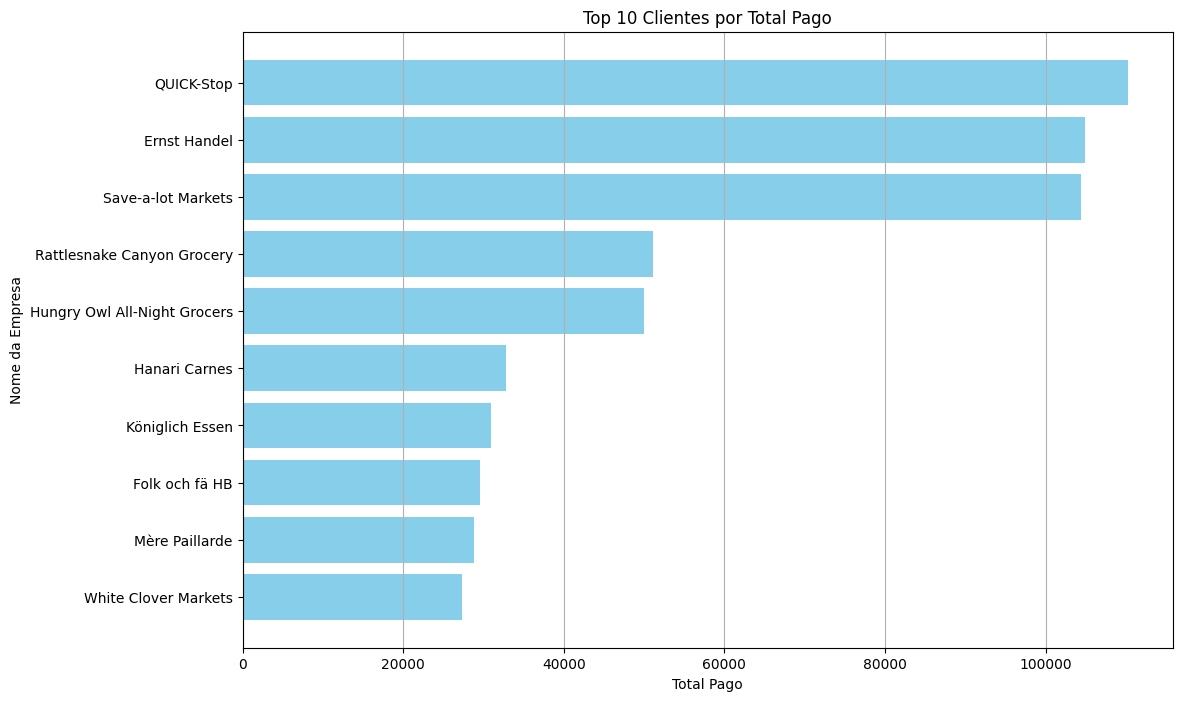 Top 10 Clientes por Total Pago
Nome da Empresa
QUICK-Stop
Ernst Handel
Save-a-lot Markets
Rattlesnake Canyon Grocery
Hungry Owl All-Night Grocers
Hanari Carnes
Königlich Essen
Folk och fä HB
Mère Paillarde
White Clover Markets
0 20000 40000 60000 80000 100000
Total Pago